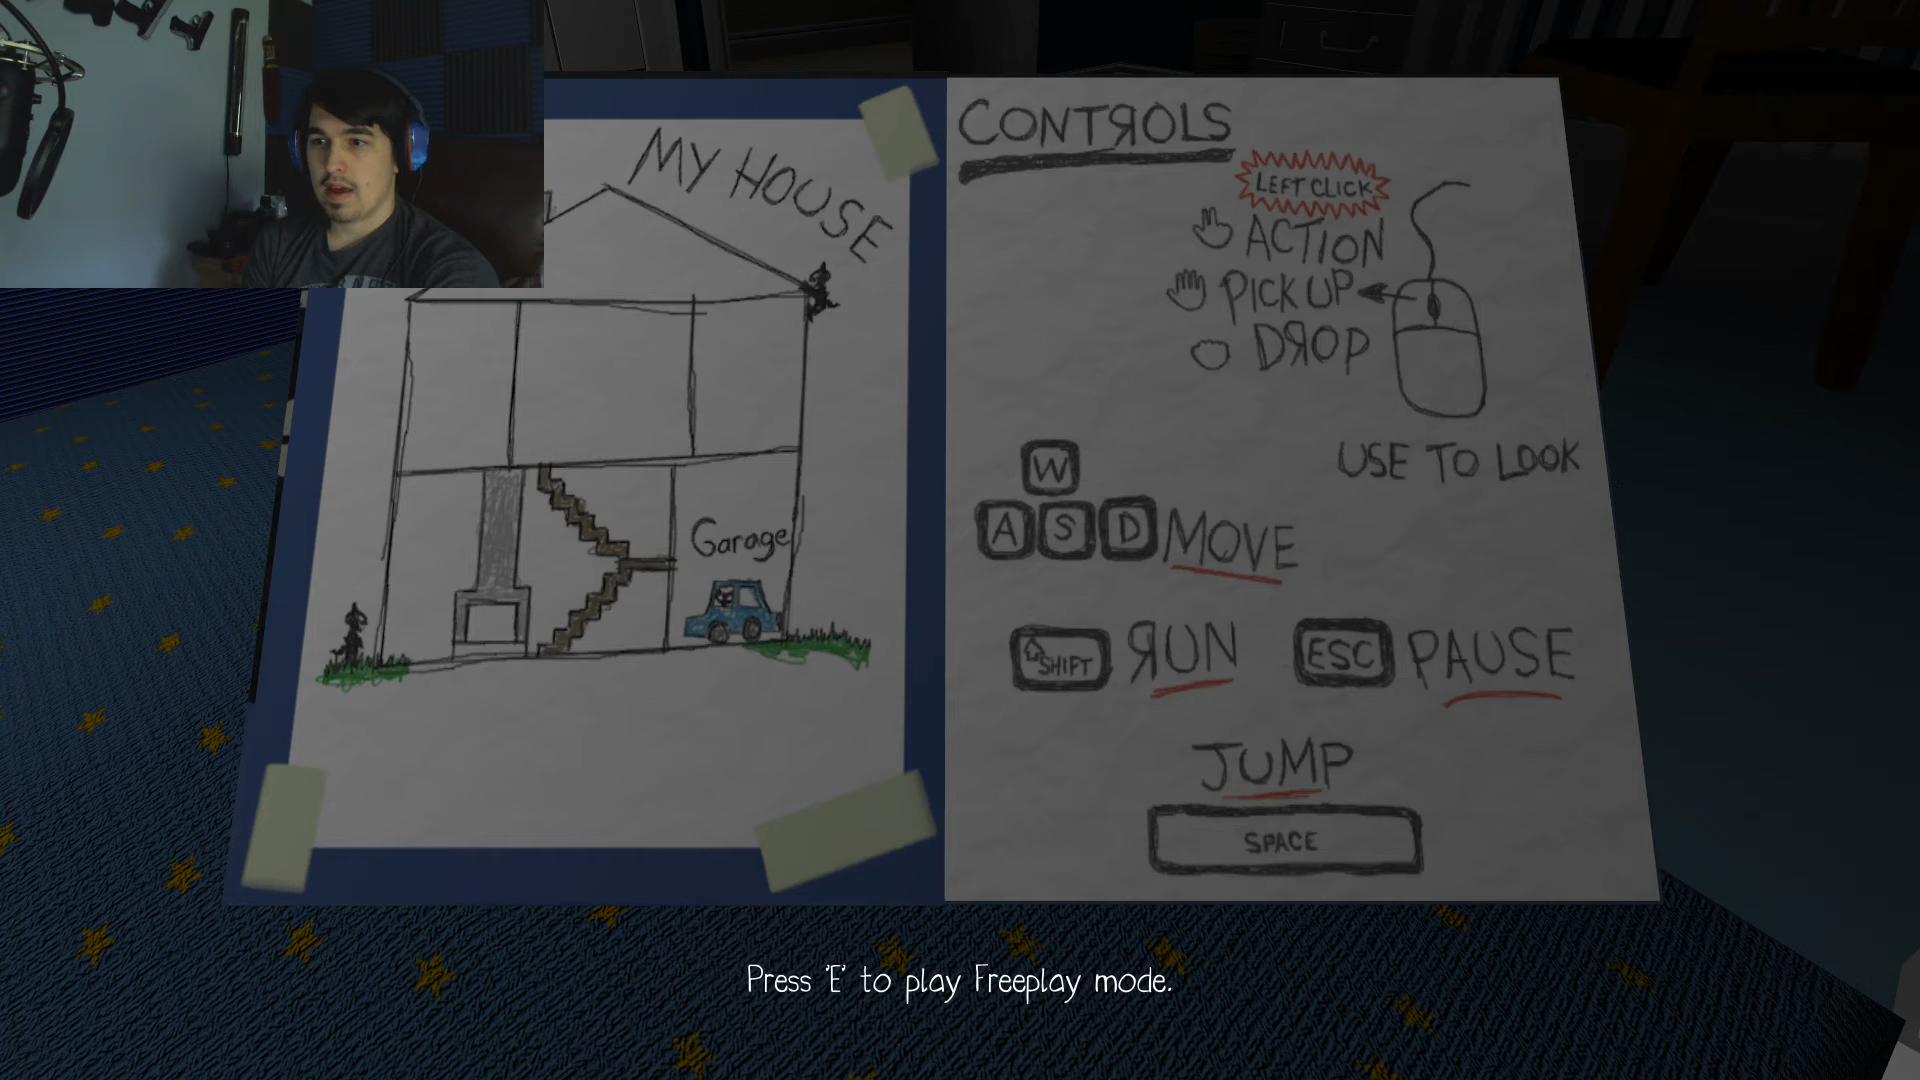 MY HOUSE
Garage
CONTROLS
LEFT CLICK
ACTION
PICK UP
DROP
USE TO LOOK
W
A S D MOVE
SHIFT RUN ESC PAUSE
JUMP
SPACE
Press 'E' to play Freeplay mode.